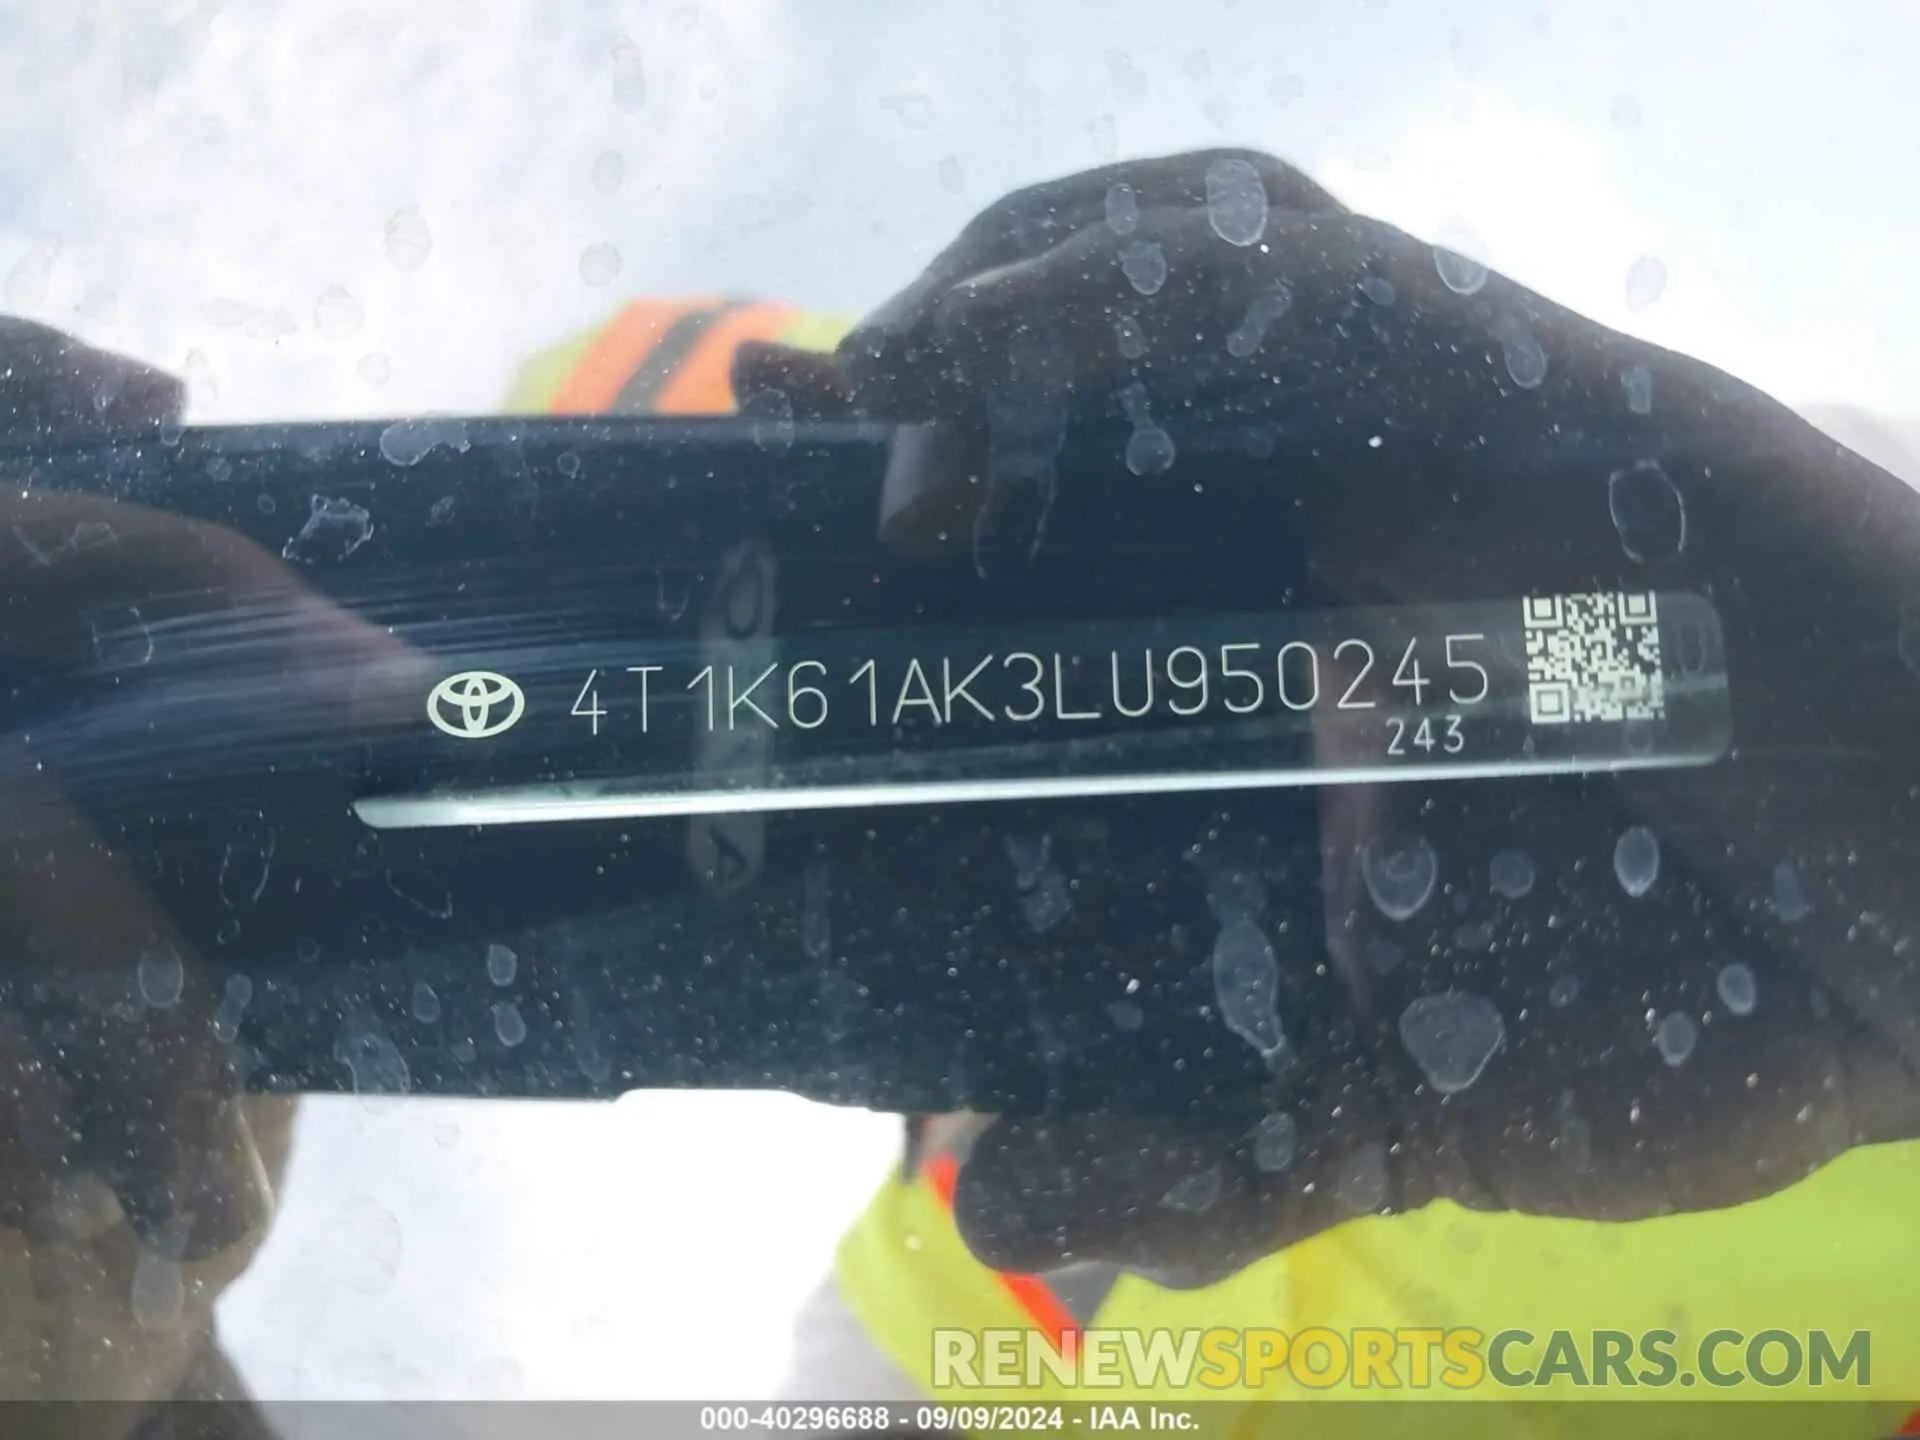 4T1K61AK3LU950245
243
RENEWSPORTSCARS.COM
000-40296688 - 09/09/2024 - IAA Inc.